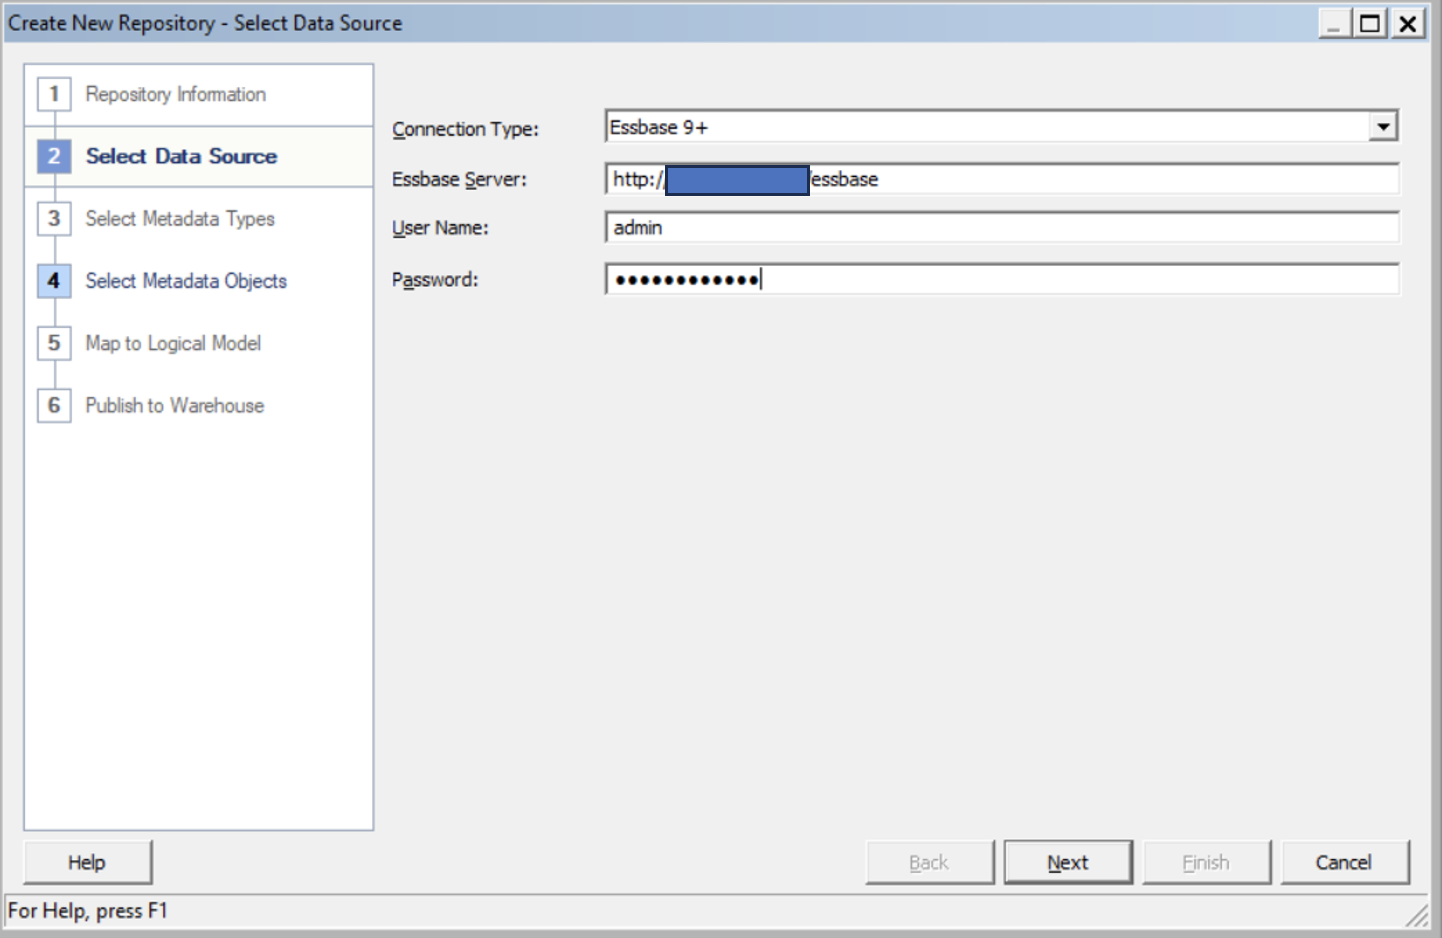 Create New Repository - Select Data Source
1 Repository Information
2 Select Data Source
3 Select Metadata Types
4 Select Metadata Objects
5 Map to Logical Model
6 Publish to Warehouse
Connection Type: Essbase 9+
Essbase Server: http:/ /essbase
User Name: admin
Password: ••••••••••••
Help Back Next Finish Cancel
For Help, press F1